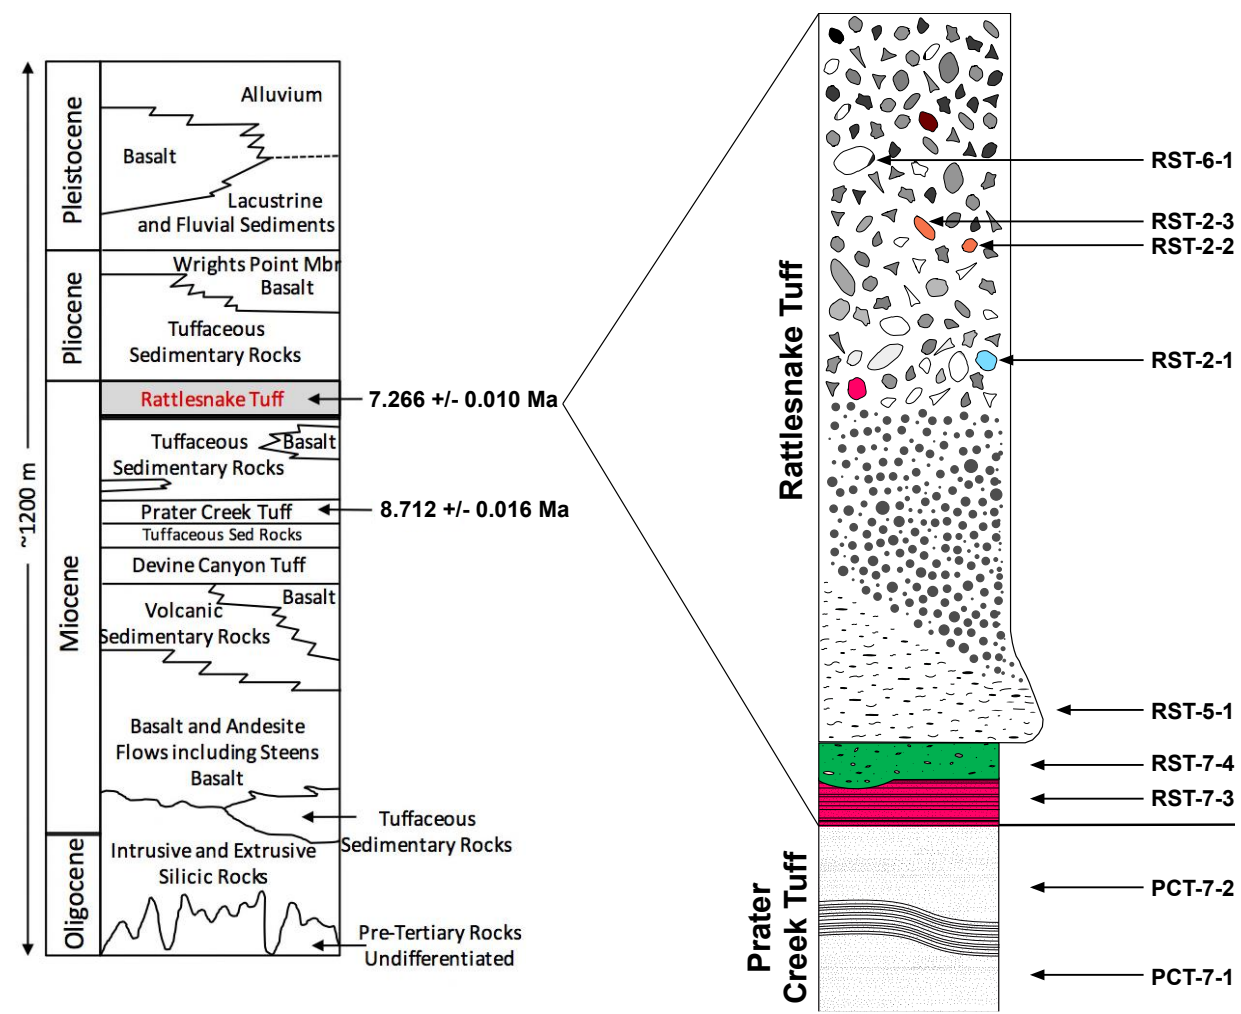 Pleistocene
Alluvium
Basalt
Lacustrine
and Fluvial Sediments
Pliocene
Wrights Point Mbr
Basalt
Tuffaceous
Sedimentary Rocks
~1200 m
Miocene
Rattlesnake Tuff
7.266 +/- 0.010 Ma
Tuffaceous
Sedimentary Rocks
Basalt
Prater Creek Tuff
8.712 +/- 0.016 Ma
Tuffaceous Sed Rocks
Devine Canyon Tuff
Basalt
Volcanic
Sedimentary Rocks
Basalt and Andesite
Flows including Steens
Basalt
Tuffaceous
Sedimentary Rocks
Oligocene
Intrusive and Extrusive
Silicic Rocks
Pre-Tertiary Rocks
Undifferentiated
Rattlesnake Tuff
RST-6-1
RST-2-3
RST-2-2
RST-2-1
RST-5-1
RST-7-4
RST-7-3
Prater
Creek Tuff
PCT-7-2
PCT-7-1